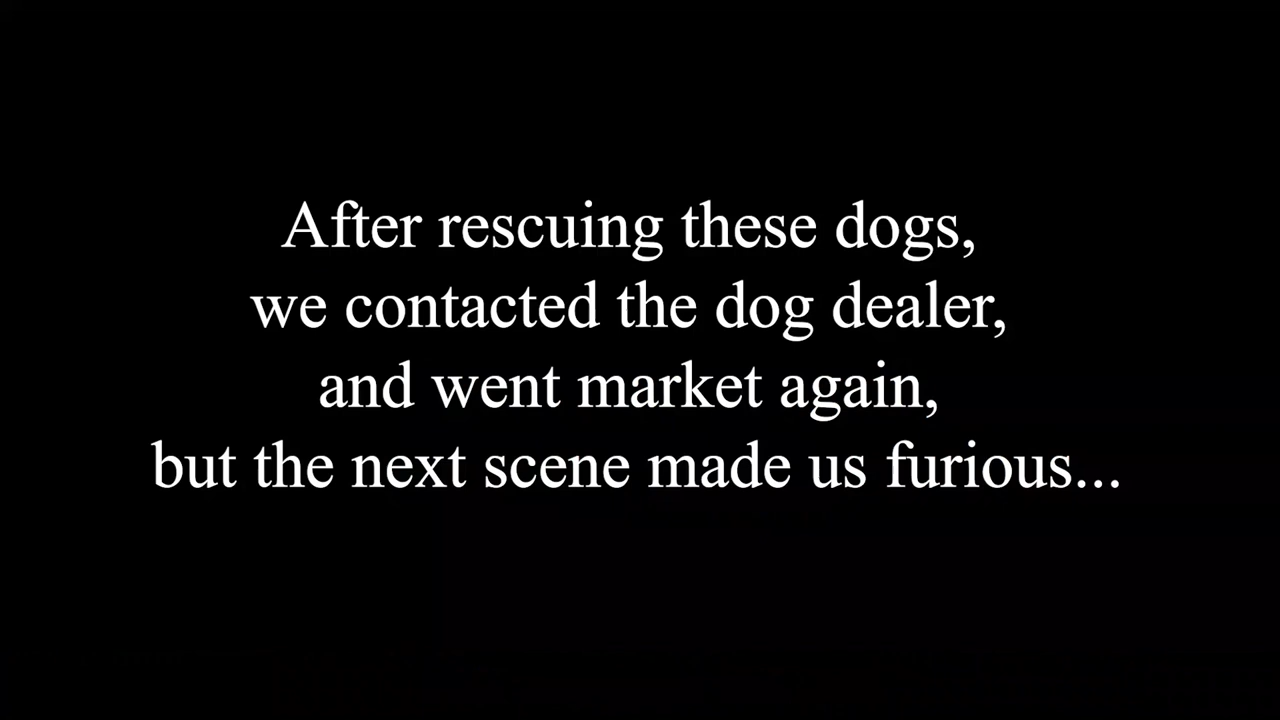 After rescuing these dogs,
we contacted the dog dealer,
and went market again,
but the next scene made us furious...